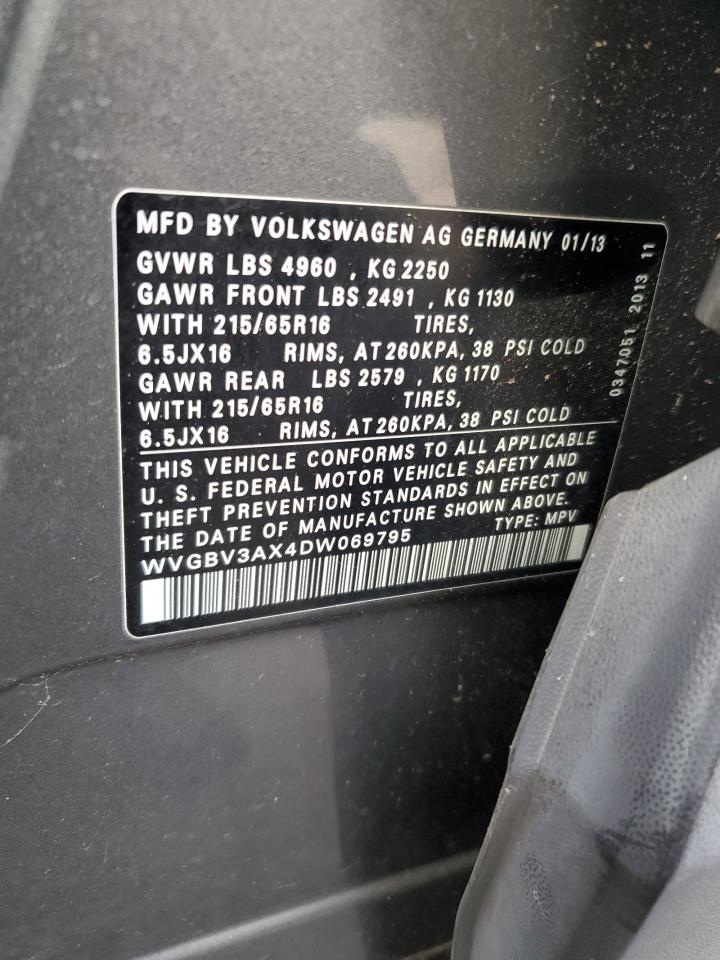 MFD BY VOLKSWAGEN AG GERMANY 01/13
GVWR LBS 4960 , KG 2250
GAWR FRONT LBS 2491 , KG 1130
WITH 215/65R16 TIRES,
6.5JX16 RIMS, AT 260KPA, 38 PSI COLD
GAWR REAR LBS 2579 , KG 1170
WITH 215/65R16 TIRES,
6.5JX16 RIMS, AT 260KPA, 38 PSI COLD
THIS VEHICLE CONFORMS TO ALL APPLICABLE
U. S. FEDERAL MOTOR VEHICLE SAFETY AND
THEFT PREVENTION STANDARDS IN EFFECT ON
THE DATE OF MANUFACTURE SHOWN ABOVE.
WVGBV3AX4DW069795 TYPE: MPV
0347051 2013 11